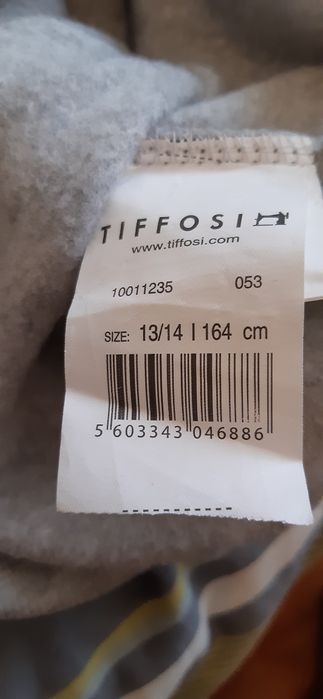 TIFFOSI
www.tiffosi.com
10011235 053
SIZE: 13/14 | 164 cm
5 603343 046886